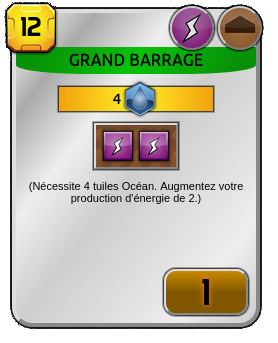 12
GRAND BARRAGE
4
(Nécessite 4 tuiles Océan. Augmentez votre
production d'énergie de 2.)
1